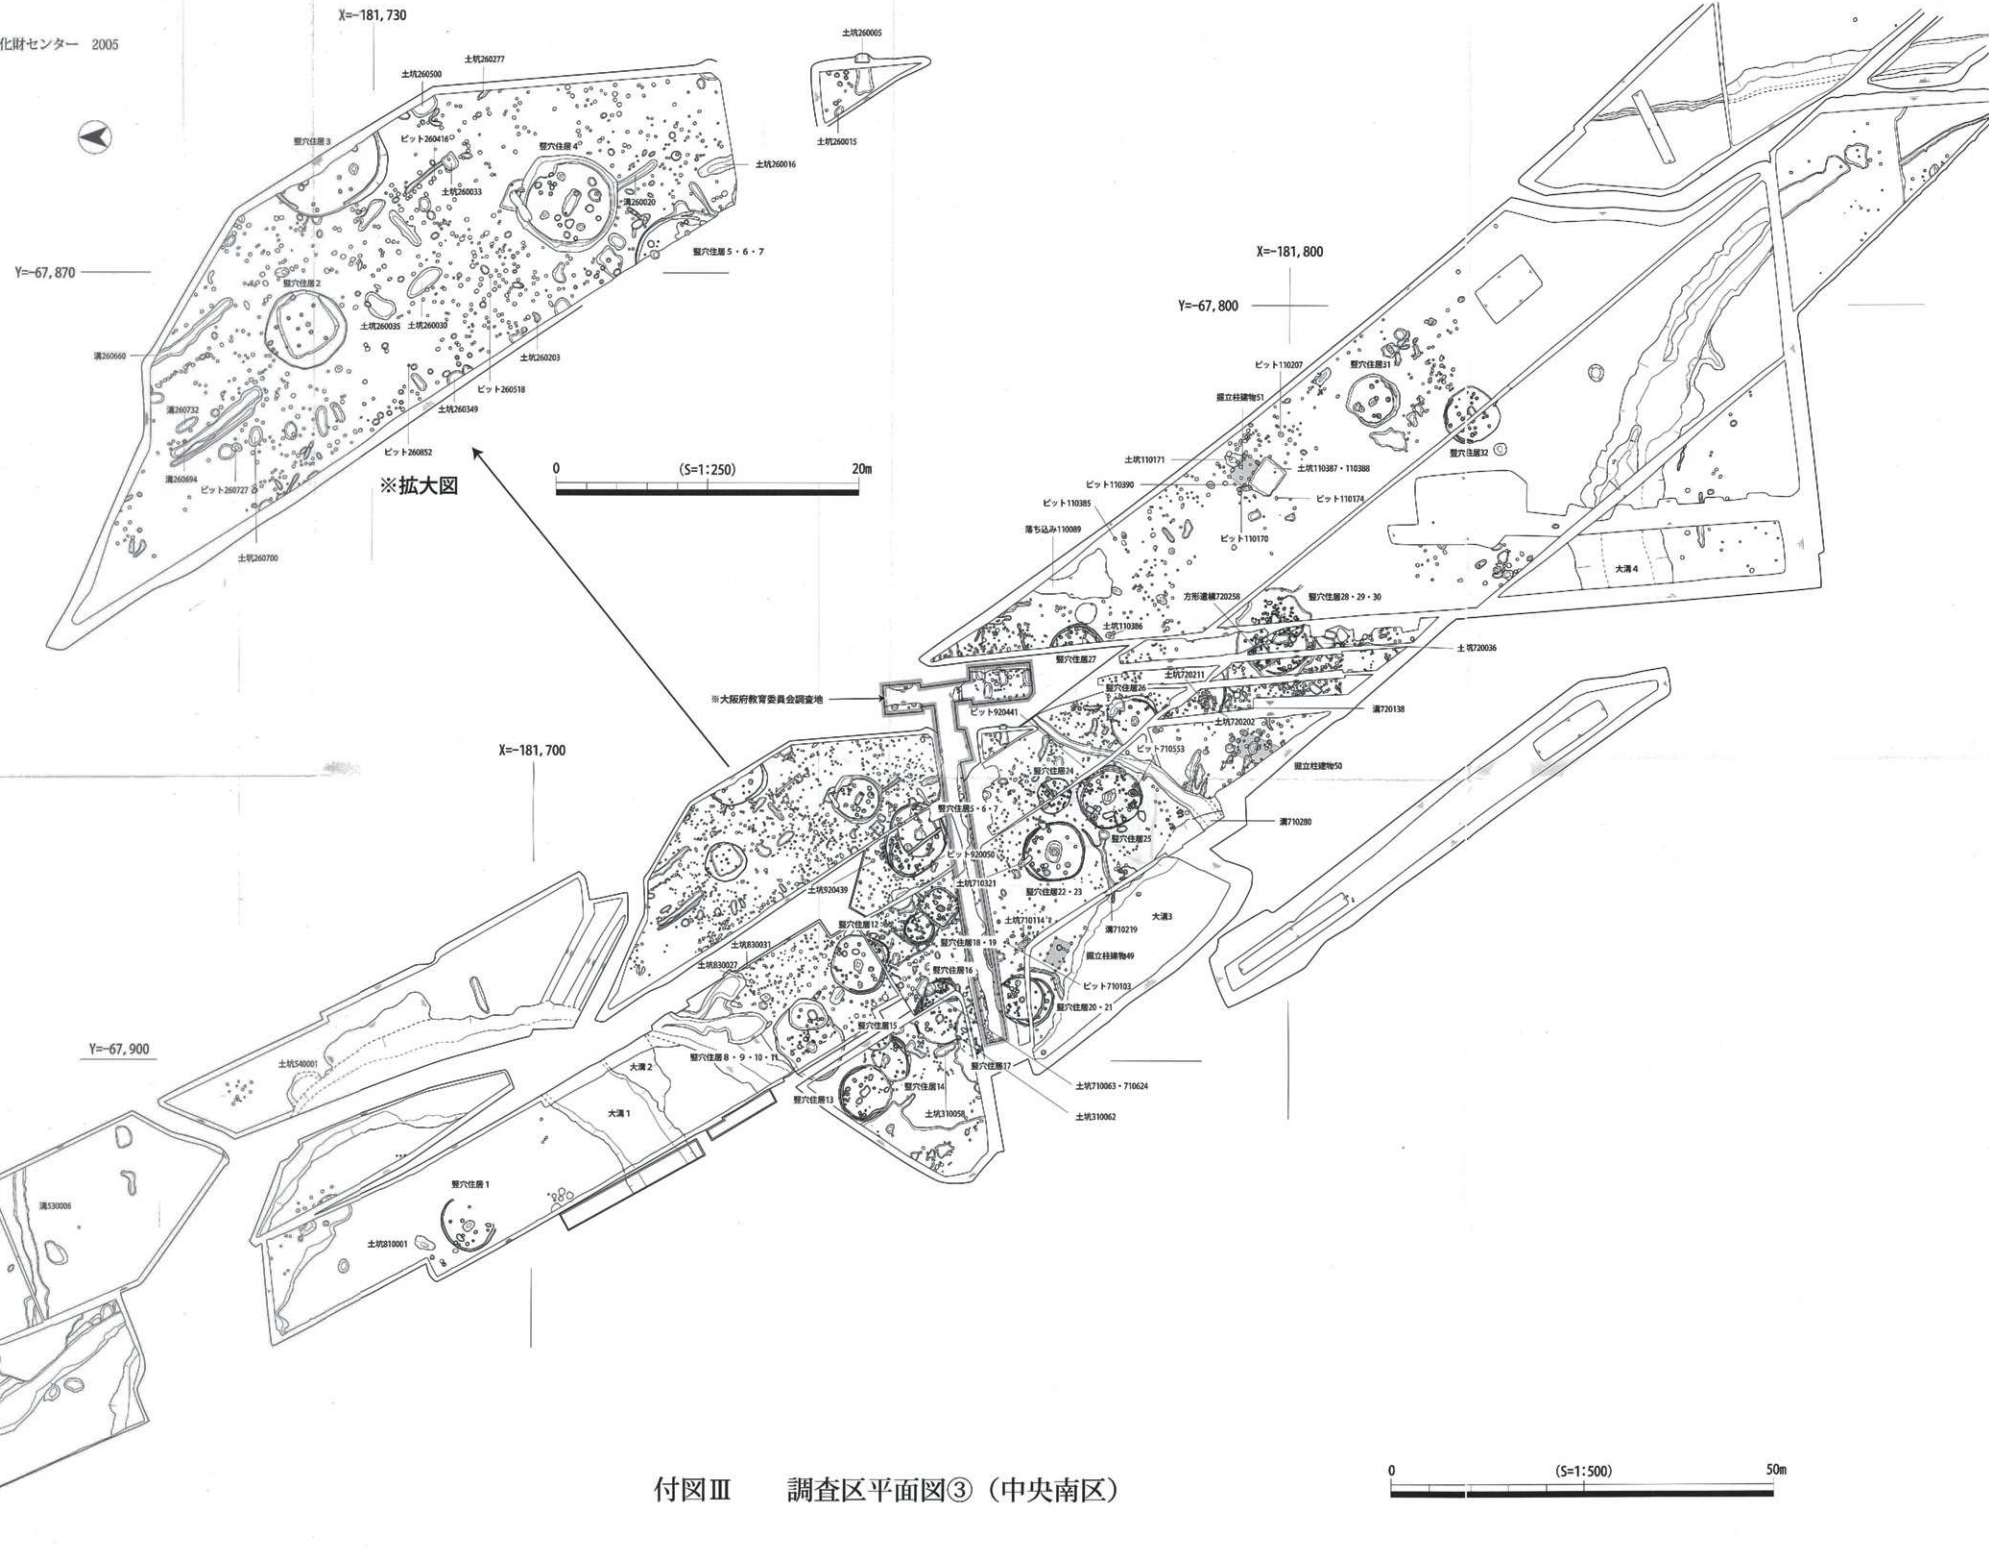 化財センター 2005
X=-181,730
土坑260005
土坑260277
土坑260500
竪穴住居3
ピット260416
竪穴住居4
土坑260015
土坑260016
土坑260033
溝260020
竪穴住居5・6・7
Y=-67,870
竪穴住居2
土坑260035
土坑260030
溝260660
土坑260203
ピット260518
土坑260349
溝260732
ピット260852
溝260694
ピット260727
土坑260700
※拡大図
0
(S=1:250)
20m
X=-181,800
Y=-67,800
ピット110207
竪穴住居31
掘立柱建物51
竪穴住居32
土坑110171
土坑110387・110388
ピット110390
ピット110174
ピット110385
落ち込み110089
ピット110170
大溝4
方形遺構720258
竪穴住居28・29・30
土坑110386
竪穴住居27
土坑720036
土坑720211
竪穴住居26
※大阪府教育委員会調査地
ピット920441
溝720138
土坑720202
ピット710553
X=-181,700
掘立柱建物50
竪穴住居24
竪穴住居5・6・7
溝710280
竪穴住居25
ピット920050
土坑710321
土坑920439
竪穴住居22・23
土坑710114
大溝3
竪穴住居12
溝710219
土坑830031
竪穴住居18・19
掘立柱建物49
土坑830027
竪穴住居16
ピット710103
竪穴住居20・21
竪穴住居15
Y=-67,900
竪穴住居8・9・10・11
土坑540001
大溝2
竪穴住居17
竪穴住居14
土坑710063・710624
竪穴住居13
大溝1
土坑310058
土坑310062
竪穴住居1
溝530006
土坑810001
付図Ⅲ 調査区平面図③（中央南区）
0
(S=1:500)
50m